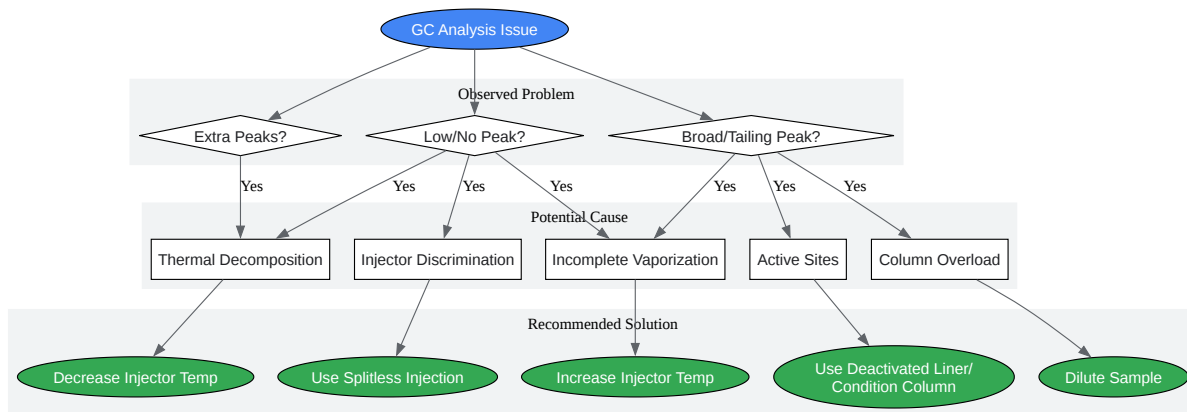 GC Analysis Issue
Observed Problem
Extra Peaks?
Low/No Peak?
Broad/Tailing Peak?
Yes
Yes
Yes
Yes
Yes
Yes
Yes
Potential Cause
Thermal Decomposition
Injector Discrimination
Incomplete Vaporization
Active Sites
Column Overload
Recommended Solution
Decrease Injector Temp
Use Splitless Injection
Increase Injector Temp
Use Deactivated Liner/
Condition Column
Dilute Sample